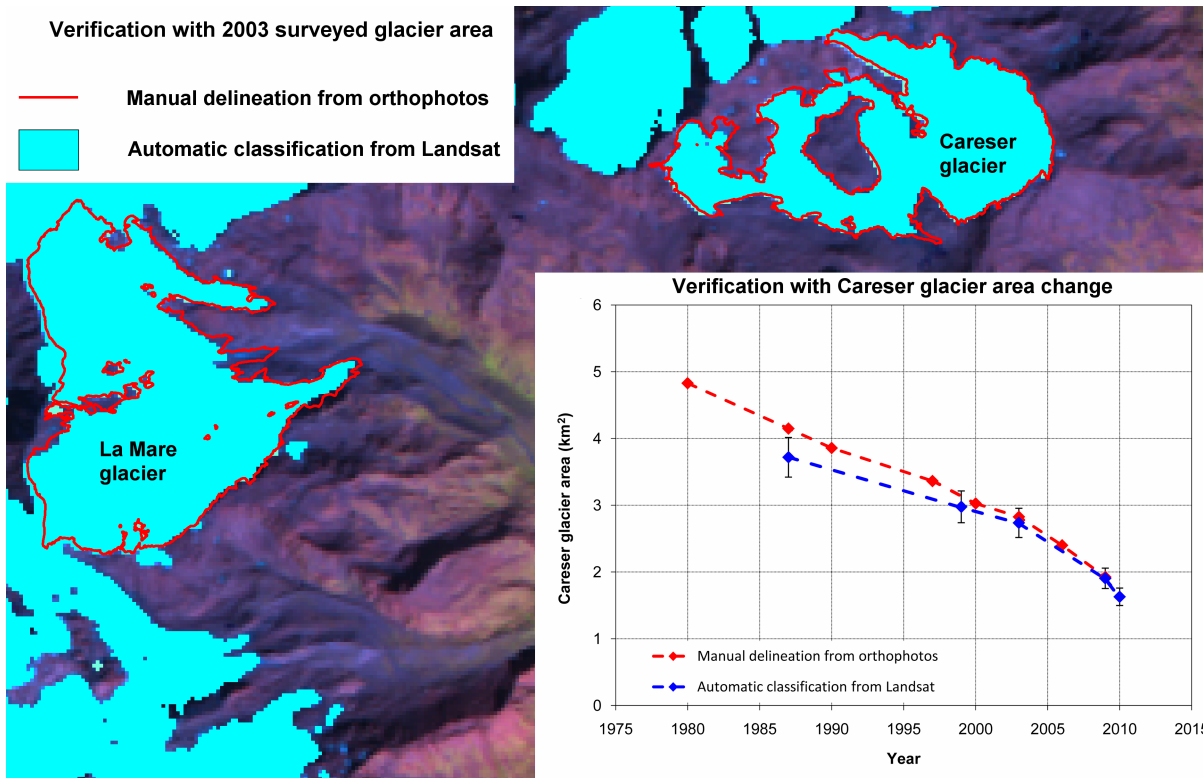 Verification with 2003 surveyed glacier area
Manual delineation from orthophotos
Automatic classification from Landsat
Careser
glacier
La Mare
glacier
Verification with Careser glacier area change
Careser glacier area (km²)
6
5
4
3
2
1
0
Manual delineation from orthophotos
Automatic classification from Landsat
1975 1980 1985 1990 1995 2000 2005 2010 2015
Year